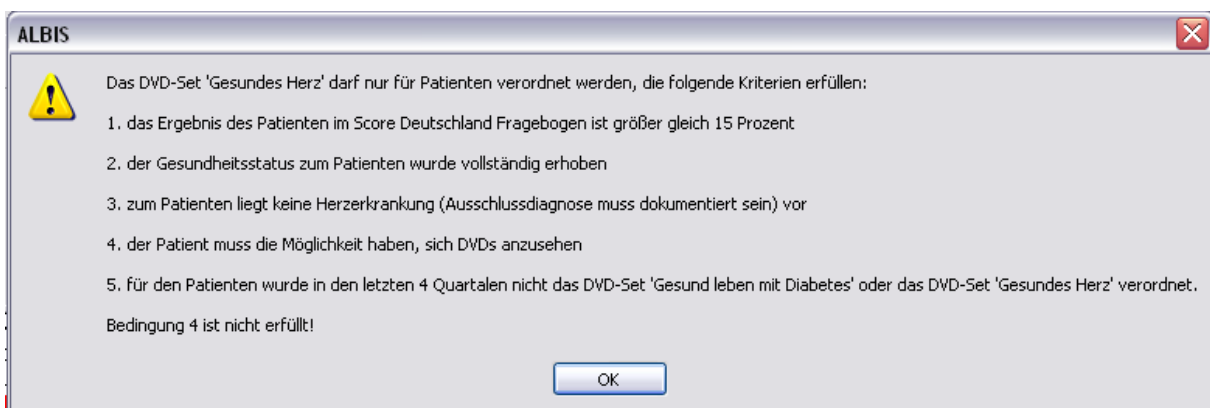 ALBIS
Das DVD-Set 'Gesundes Herz' darf nur für Patienten verordnet werden, die folgende Kriterien erfüllen:
1. das Ergebnis des Patienten im Score Deutschland Fragebogen ist größer gleich 15 Prozent
2. der Gesundheitsstatus zum Patienten wurde vollständig erhoben
3. zum Patienten liegt keine Herzerkrankung (Ausschlussdiagnose muss dokumentiert sein) vor
4. der Patient muss die Möglichkeit haben, sich DVDs anzusehen
5. für den Patienten wurde in den letzten 4 Quartalen nicht das DVD-Set 'Gesund leben mit Diabetes' oder das DVD-Set 'Gesundes Herz' verordnet.
Bedingung 4 ist nicht erfüllt!
OK